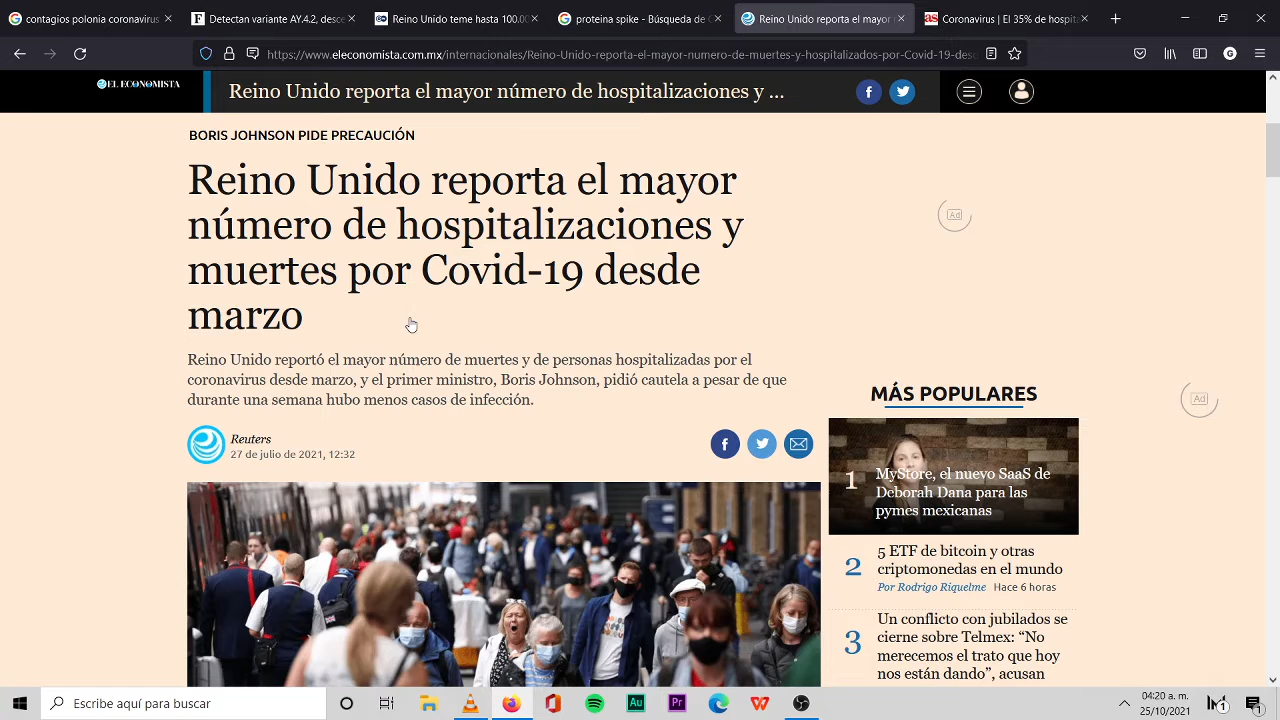 contagios polonia coronavirus
Detectan variante AY.4.2, desc
Reino Unido teme hasta 100.00
proteina spike - Búsqueda de G
Reino Unido reporta el mayor
as
Coronavirus | El 35% de hospita
https://www.eleconomista.com.mx/internacionales/Reino-Unido-reporta-el-mayor-numero-de-muertes-y-hospitalizados-por-Covid-19-des
G
EL ECONOMISTA
Reino Unido reporta el mayor número de hospitalizaciones y ...
BORIS JOHNSON PIDE PRECAUCIÓN
Reino Unido reporta el mayor
número de hospitalizaciones y
muertes por Covid-19 desde
marzo
Reino Unido reportó el mayor número de muertes y de personas hospitalizadas por el
coronavirus desde marzo, y el primer ministro, Boris Johnson, pidió cautela a pesar de que
durante una semana hubo menos casos de infección.
Reuters
27 de julio de 2021, 12:32
Ad
Ad
MÁS POPULARES
1
MyStore, el nuevo SaaS de
Deborah Dana para las
pymes mexicanas
2
5 ETF de bitcoin y otras
criptomonedas en el mundo
Por Rodrigo Riquelme Hace 6 horas
3
Un conflicto con jubilados se
cierne sobre Telmex: “No
merecemos el trato que hoy
nos están dando”, acusan
Escribe aquí para buscar
Au
Pr
04:20 a. m.
25/10/2021
1
1